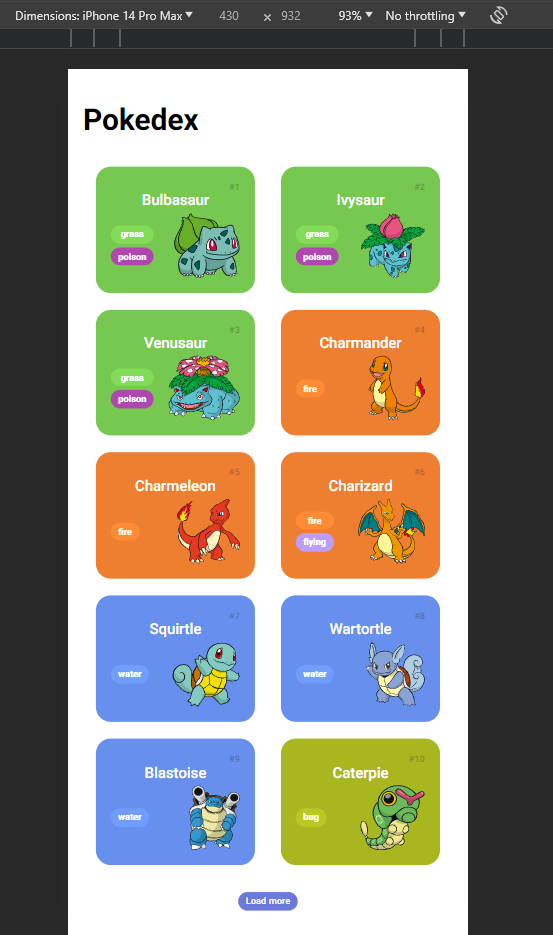 Dimensions: iPhone 14 Pro Max 430 x 932 93% No throttling
Pokedex
#1 #2
Bulbasaur Ivysaur
grass grass
poison poison
#3 #4
Venusaur Charmander
grass
fire
poison
#5 #6
Charmeleon Charizard
fire
fire
flying
#7 #8
Squirtle Wartortle
water water
#9 #10
Blastoise Caterpie
water bug
Load more